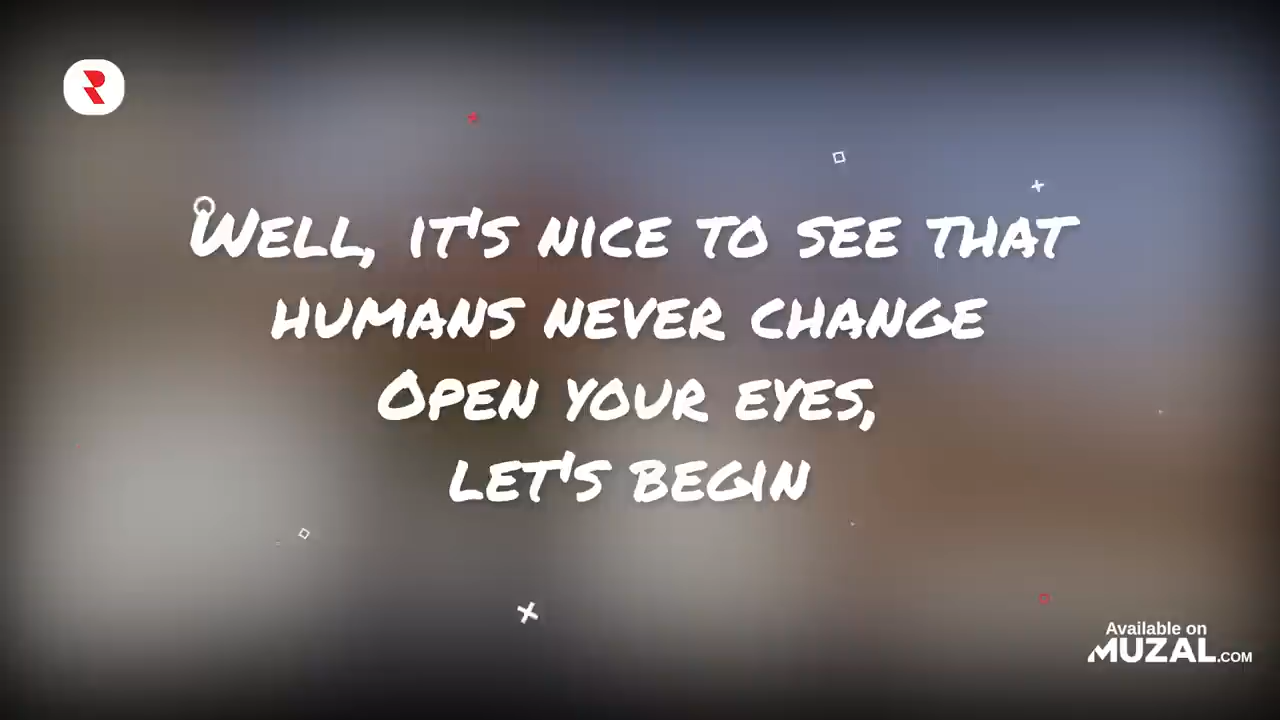 Well, it's nice to see that
humans never change
Open your eyes,
let's begin
Available on
MUZAL.COM